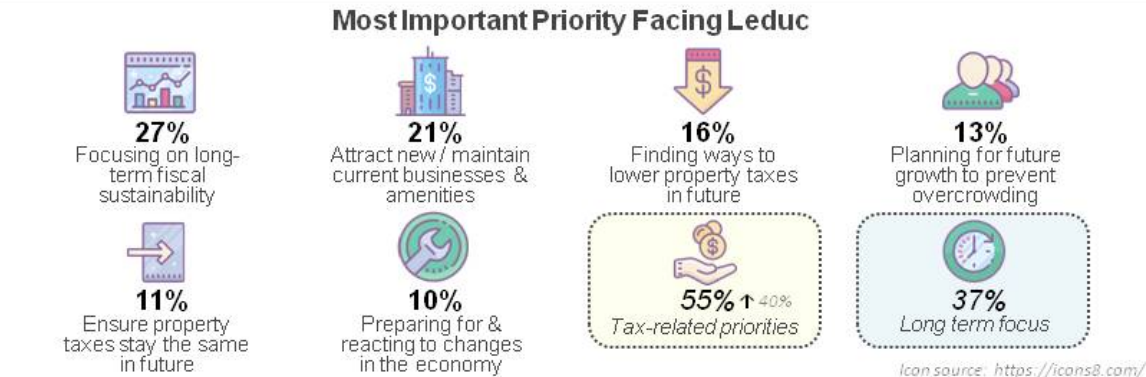 Most Important Priority Facing Leduc
27%
Focusing on long-
term fiscal
sustainability
21%
Attract new / maintain
current businesses &
amenities
16%
Finding ways to
lower property taxes
in future
13%
Planning for future
growth to prevent
overcrowding
11%
Ensure property
taxes stay the same
in future
10%
Preparing for &
reacting to changes
in the economy
55% ↑ 40%
Tax-related priorities
37%
Long term focus
Icon source: https://icons8.com/